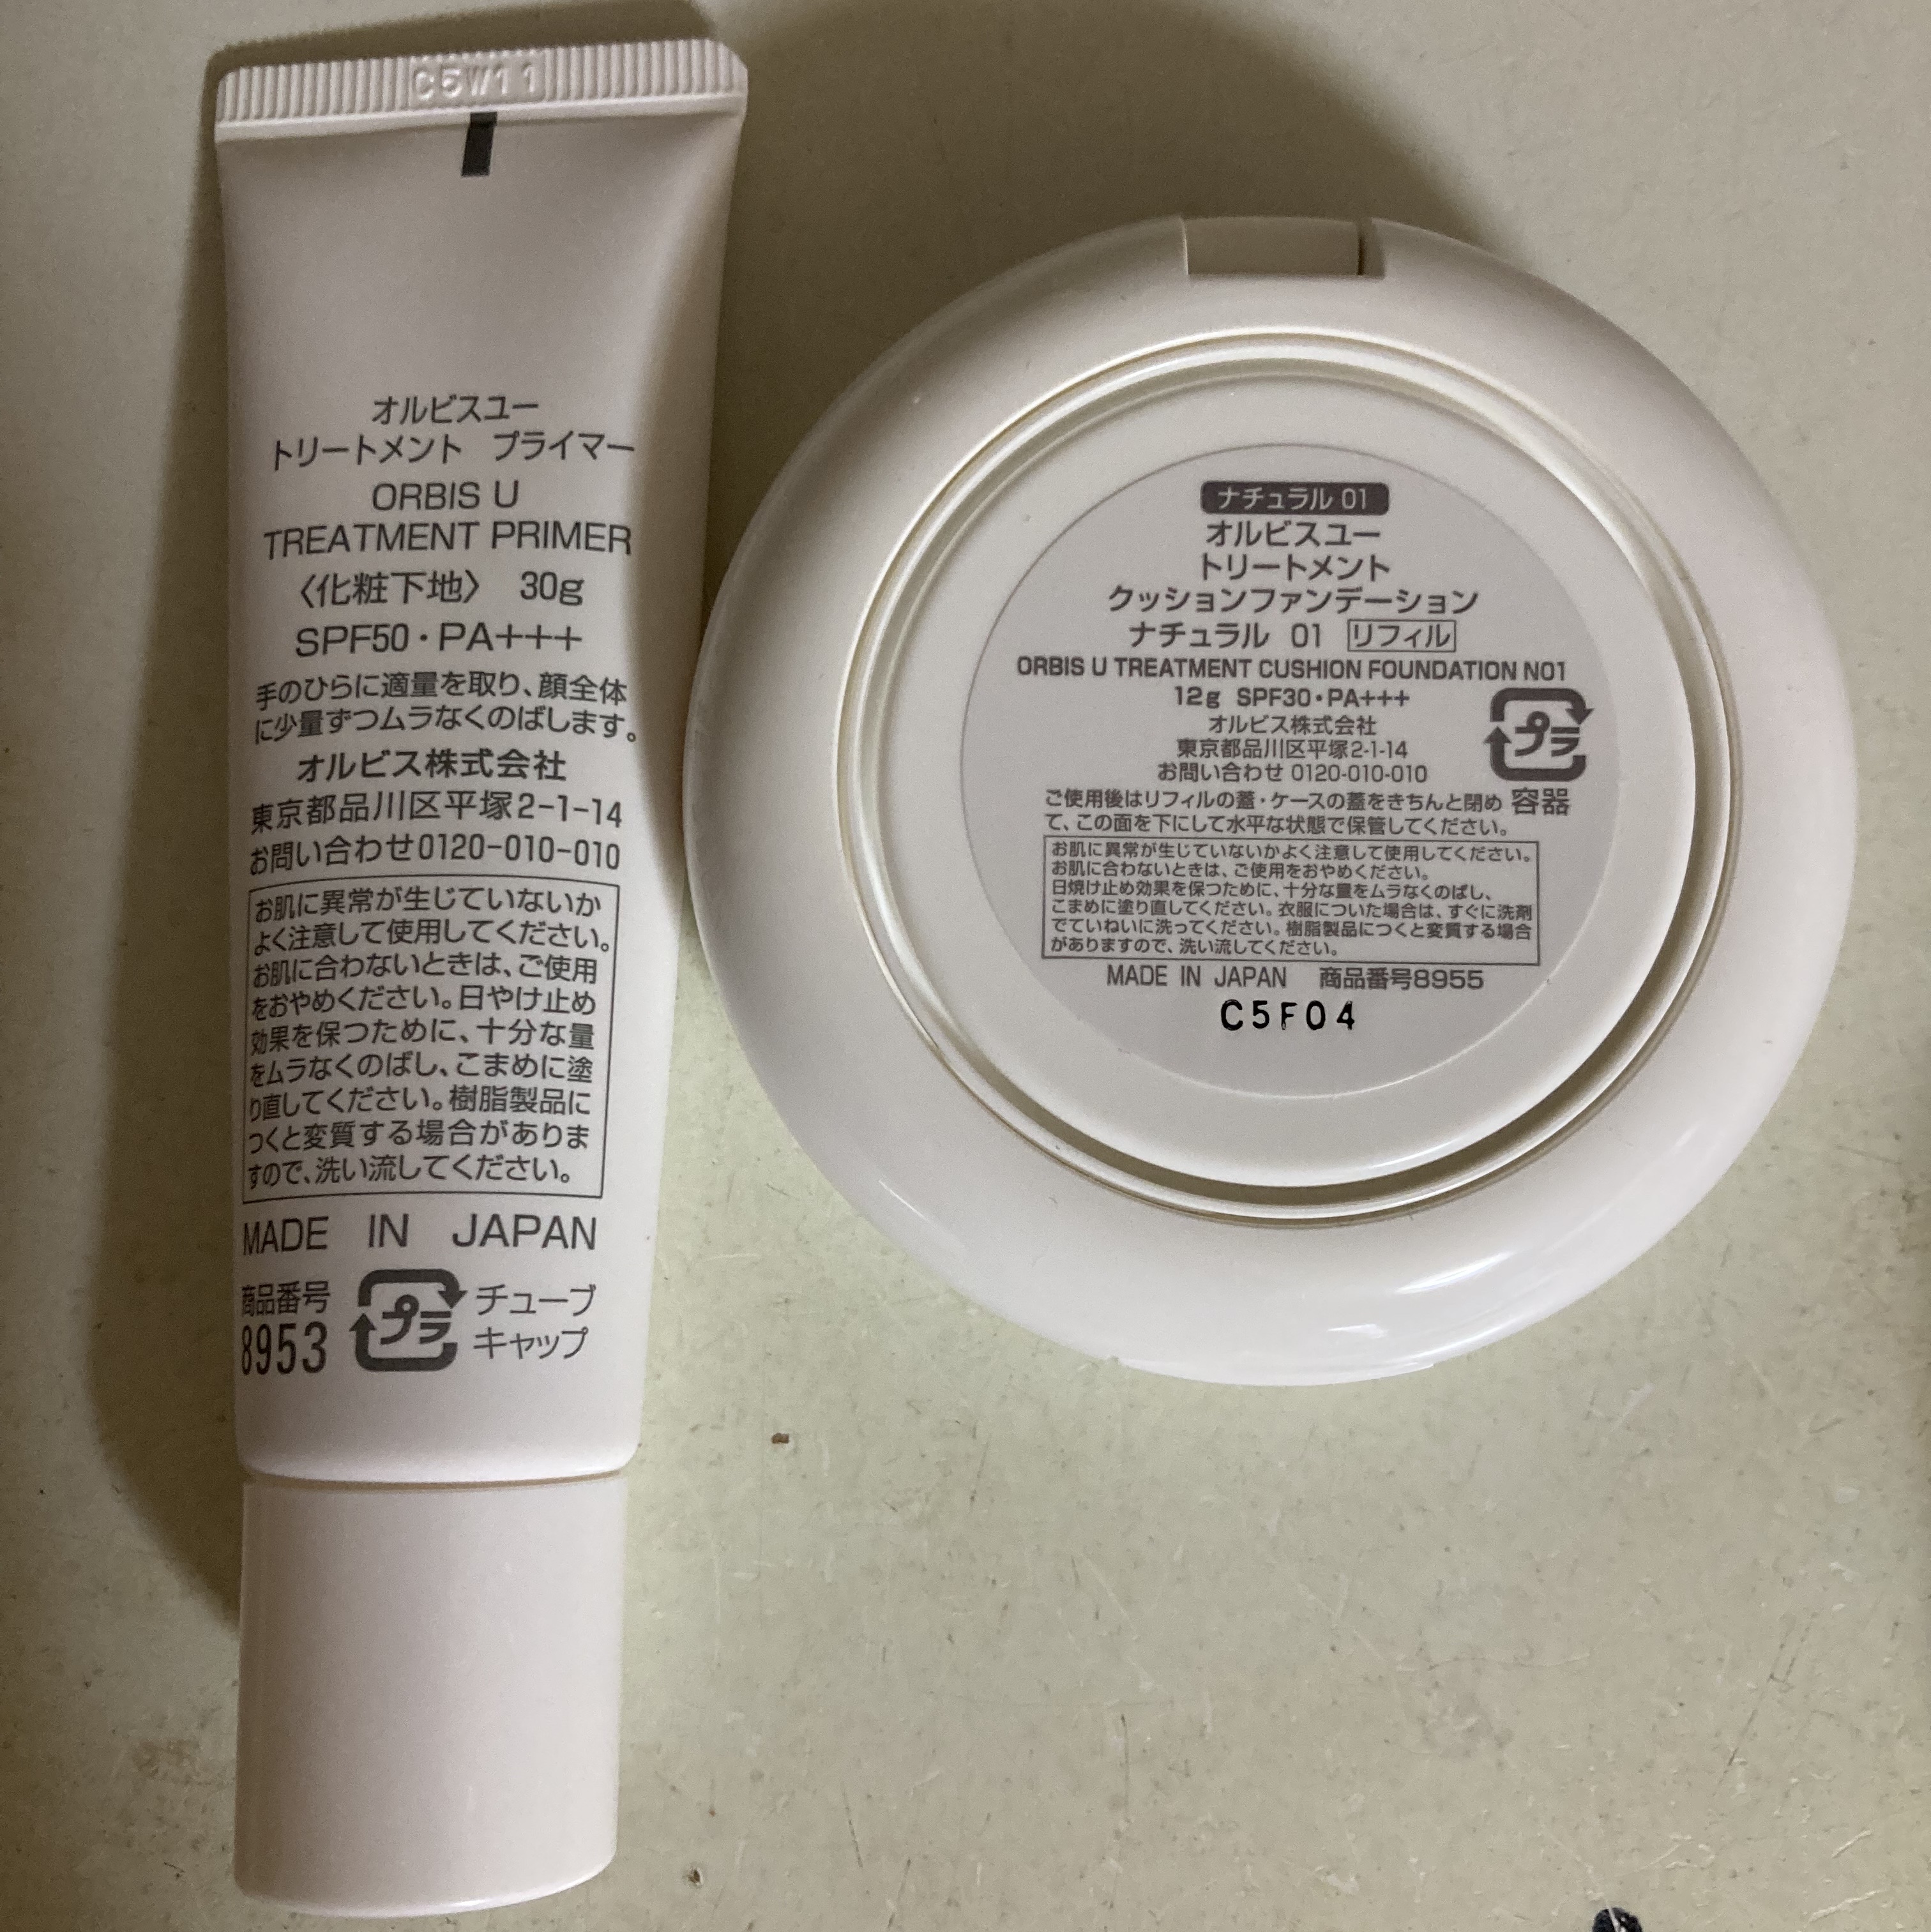 C5W11
オルビスユー
トリートメント プライマー
ORBIS U
TREATMENT PRIMER
〈化粧下地〉 30g
SPF50・PA+++
手のひらに適量を取り、顔全体
に少量ずつムラなくのばします。
オルビス株式会社
東京都品川区平塚2-1-14
お問い合わせ0120-010-010
お肌に異常が生じていないか
よく注意して使用してください。
お肌に合わないときは、ご使用
をおやめください。日やけ止め
効果を保つために、十分な量
をムラなくのばし、こまめに塗
り直してください。樹脂製品に
つくと変質する場合がありま
すので、洗い流してください。
MADE IN JAPAN
商品番号
8953
プラ
チューブ
キャップ
ナチュラル 01
オルビスユー
トリートメント
クッションファンデーション
ナチュラル 01 リフィル
ORBIS U TREATMENT CUSHION FOUNDATION N01
12g SPF30・PA+++
オルビス株式会社
東京都品川区平塚2-1-14
お問い合わせ 0120-010-010
プラ
容器
ご使用後はリフィルの蓋・ケースの蓋をきちんと閉め
て、この面を下にして水平な状態で保管してください。
お肌に異常が生じていないかよく注意して使用してください。
お肌に合わないときは、ご使用をおやめください。
日焼け止め効果を保つために、十分な量をムラなくのばし、
こまめに塗り直してください。衣服についた場合は、すぐに洗剤
でていねいに洗ってください。樹脂製品につくと変質する場合
がありますので、洗い流してください。
MADE IN JAPAN 商品番号8955
C5F04